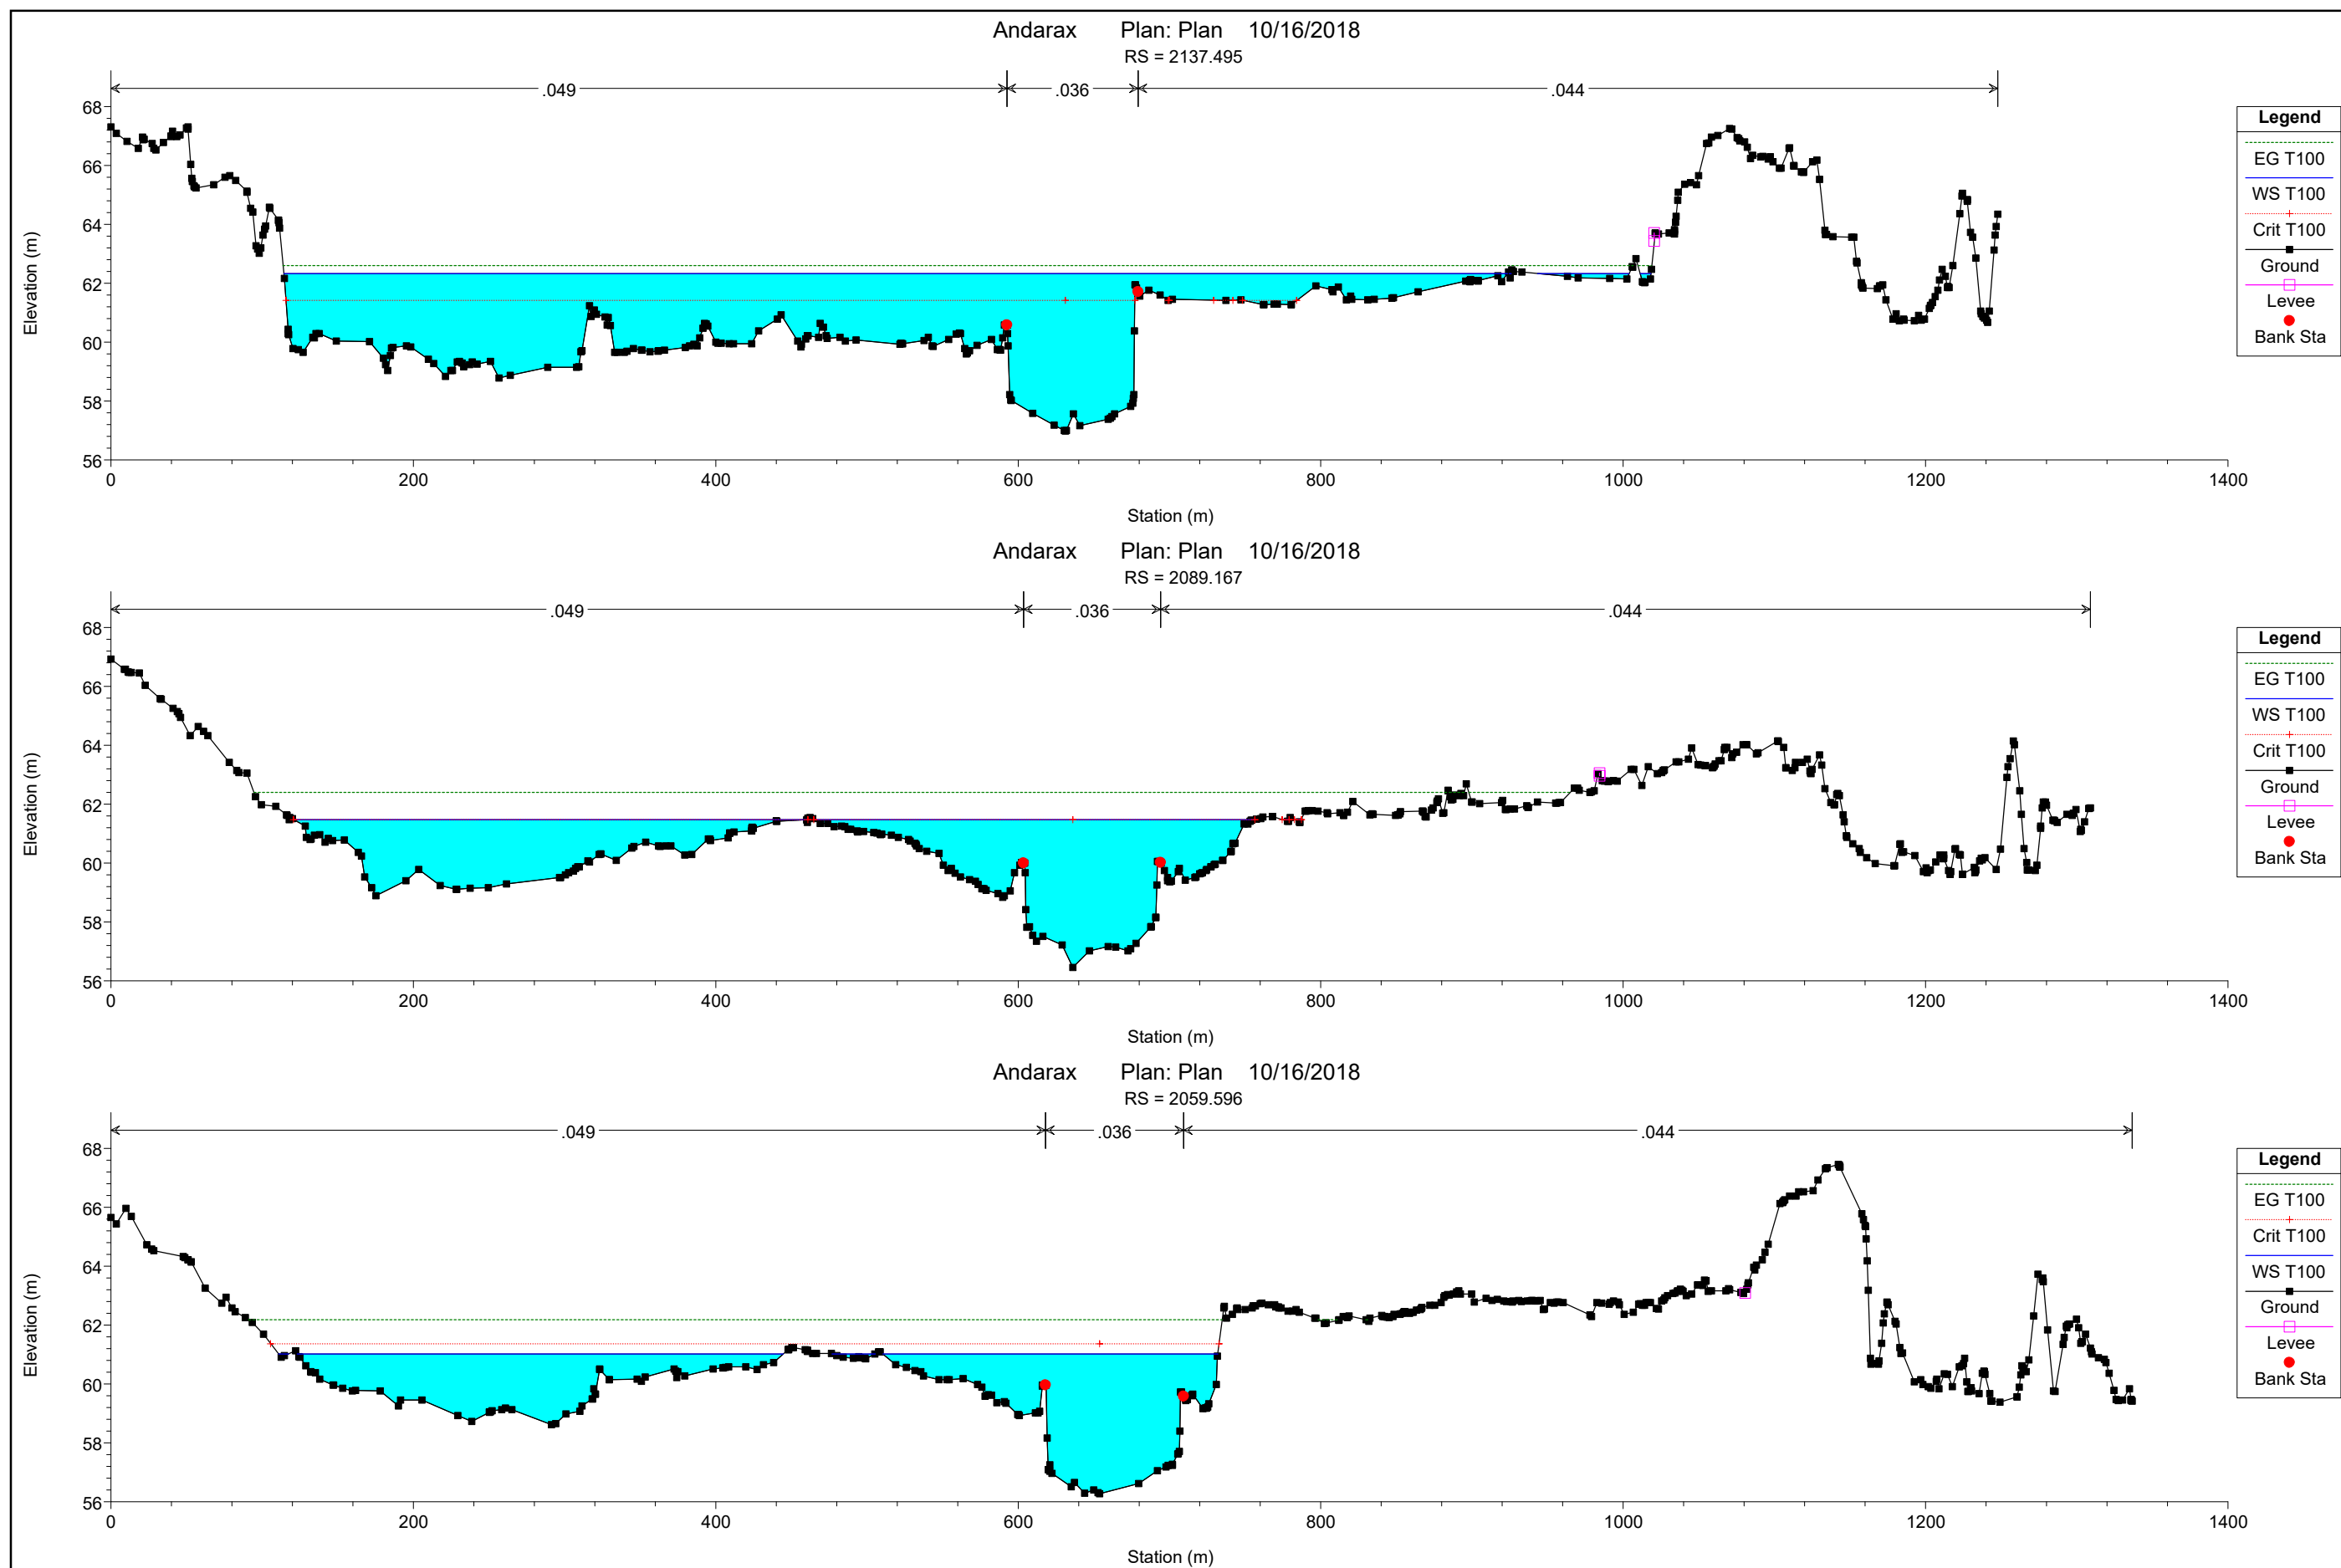 Andarax Plan: Plan 10/16/2018
RS = 2137.495
.049 .036 .044
68
66
64
62
60
58
56
Elevation (m)
0 200 400 600 800 1000 1200 1400
Station (m)
Legend
EG T100
WS T100
Crit T100
Ground
Levee
Bank Sta
Andarax Plan: Plan 10/16/2018
RS = 2089.167
.049 .036 .044
68
66
64
62
60
58
56
Elevation (m)
0 200 400 600 800 1000 1200 1400
Station (m)
Legend
EG T100
WS T100
Crit T100
Ground
Levee
Bank Sta
Andarax Plan: Plan 10/16/2018
RS = 2059.596
.049 .036 .044
68
66
64
62
60
58
56
Elevation (m)
0 200 400 600 800 1000 1200 1400
Station (m)
Legend
EG T100
Crit T100
WS T100
Ground
Levee
Bank Sta